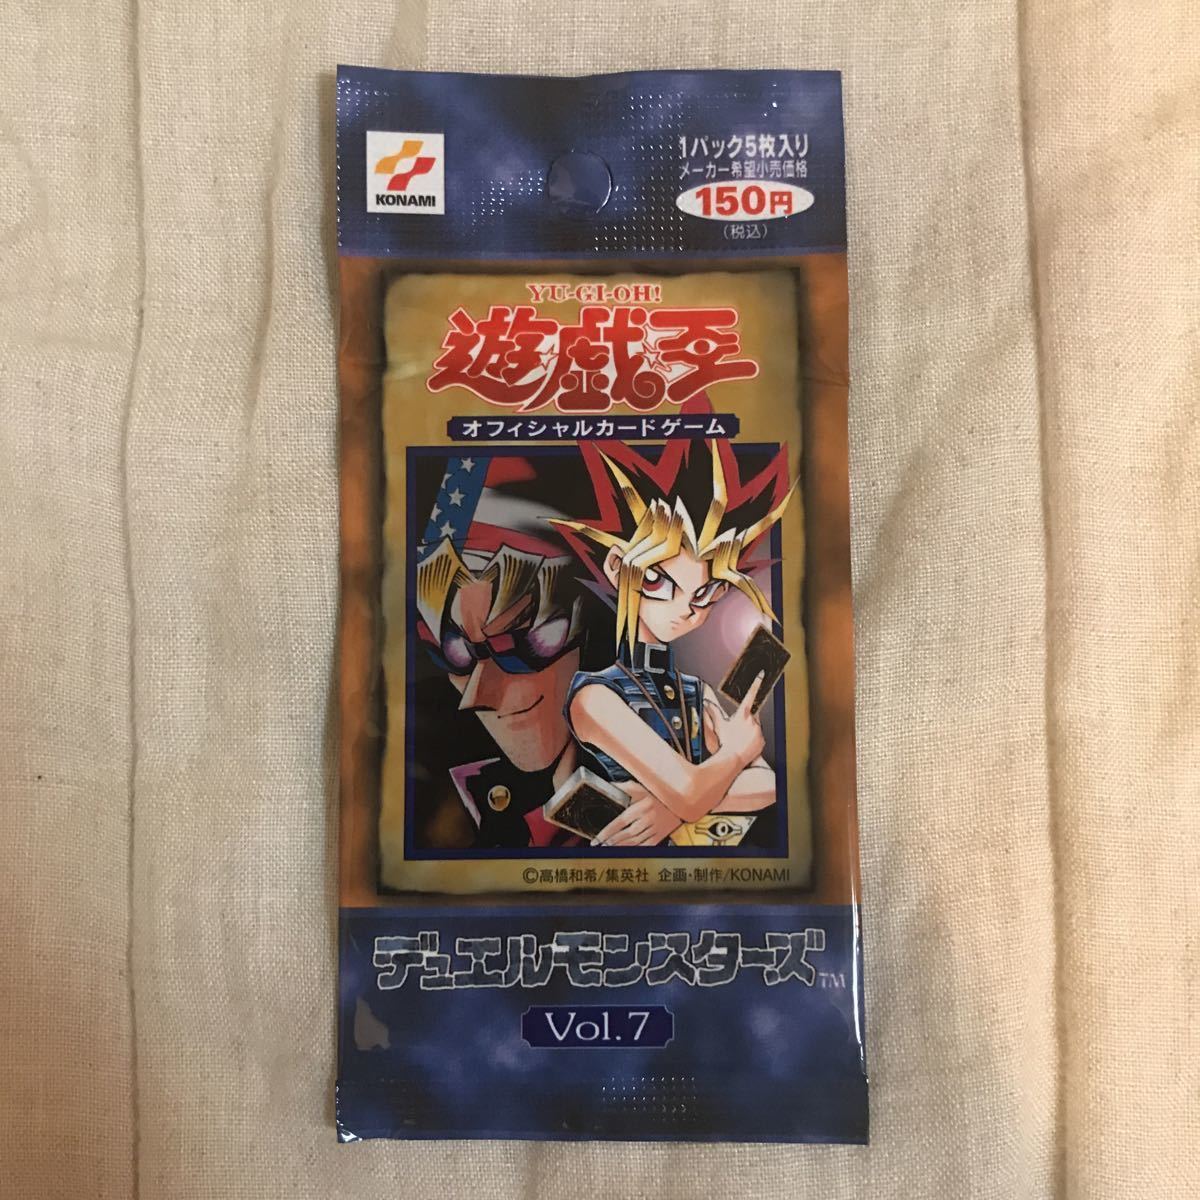 KONAMI
1パック5枚入り
メーカー希望小売価格
150円
(税込)
YU-GI-OH!
遊戯王
オフィシャルカードゲーム
©高橋和希/集英社 企画・制作/KONAMI
デュエルモンスターズ™
Vol.7